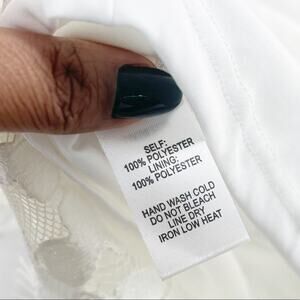 SELF:
100% POLYESTER
LINING:
100% POLYESTER
HAND WASH COLD
DO NOT BLEACH
LINE DRY
IRON LOW HEAT